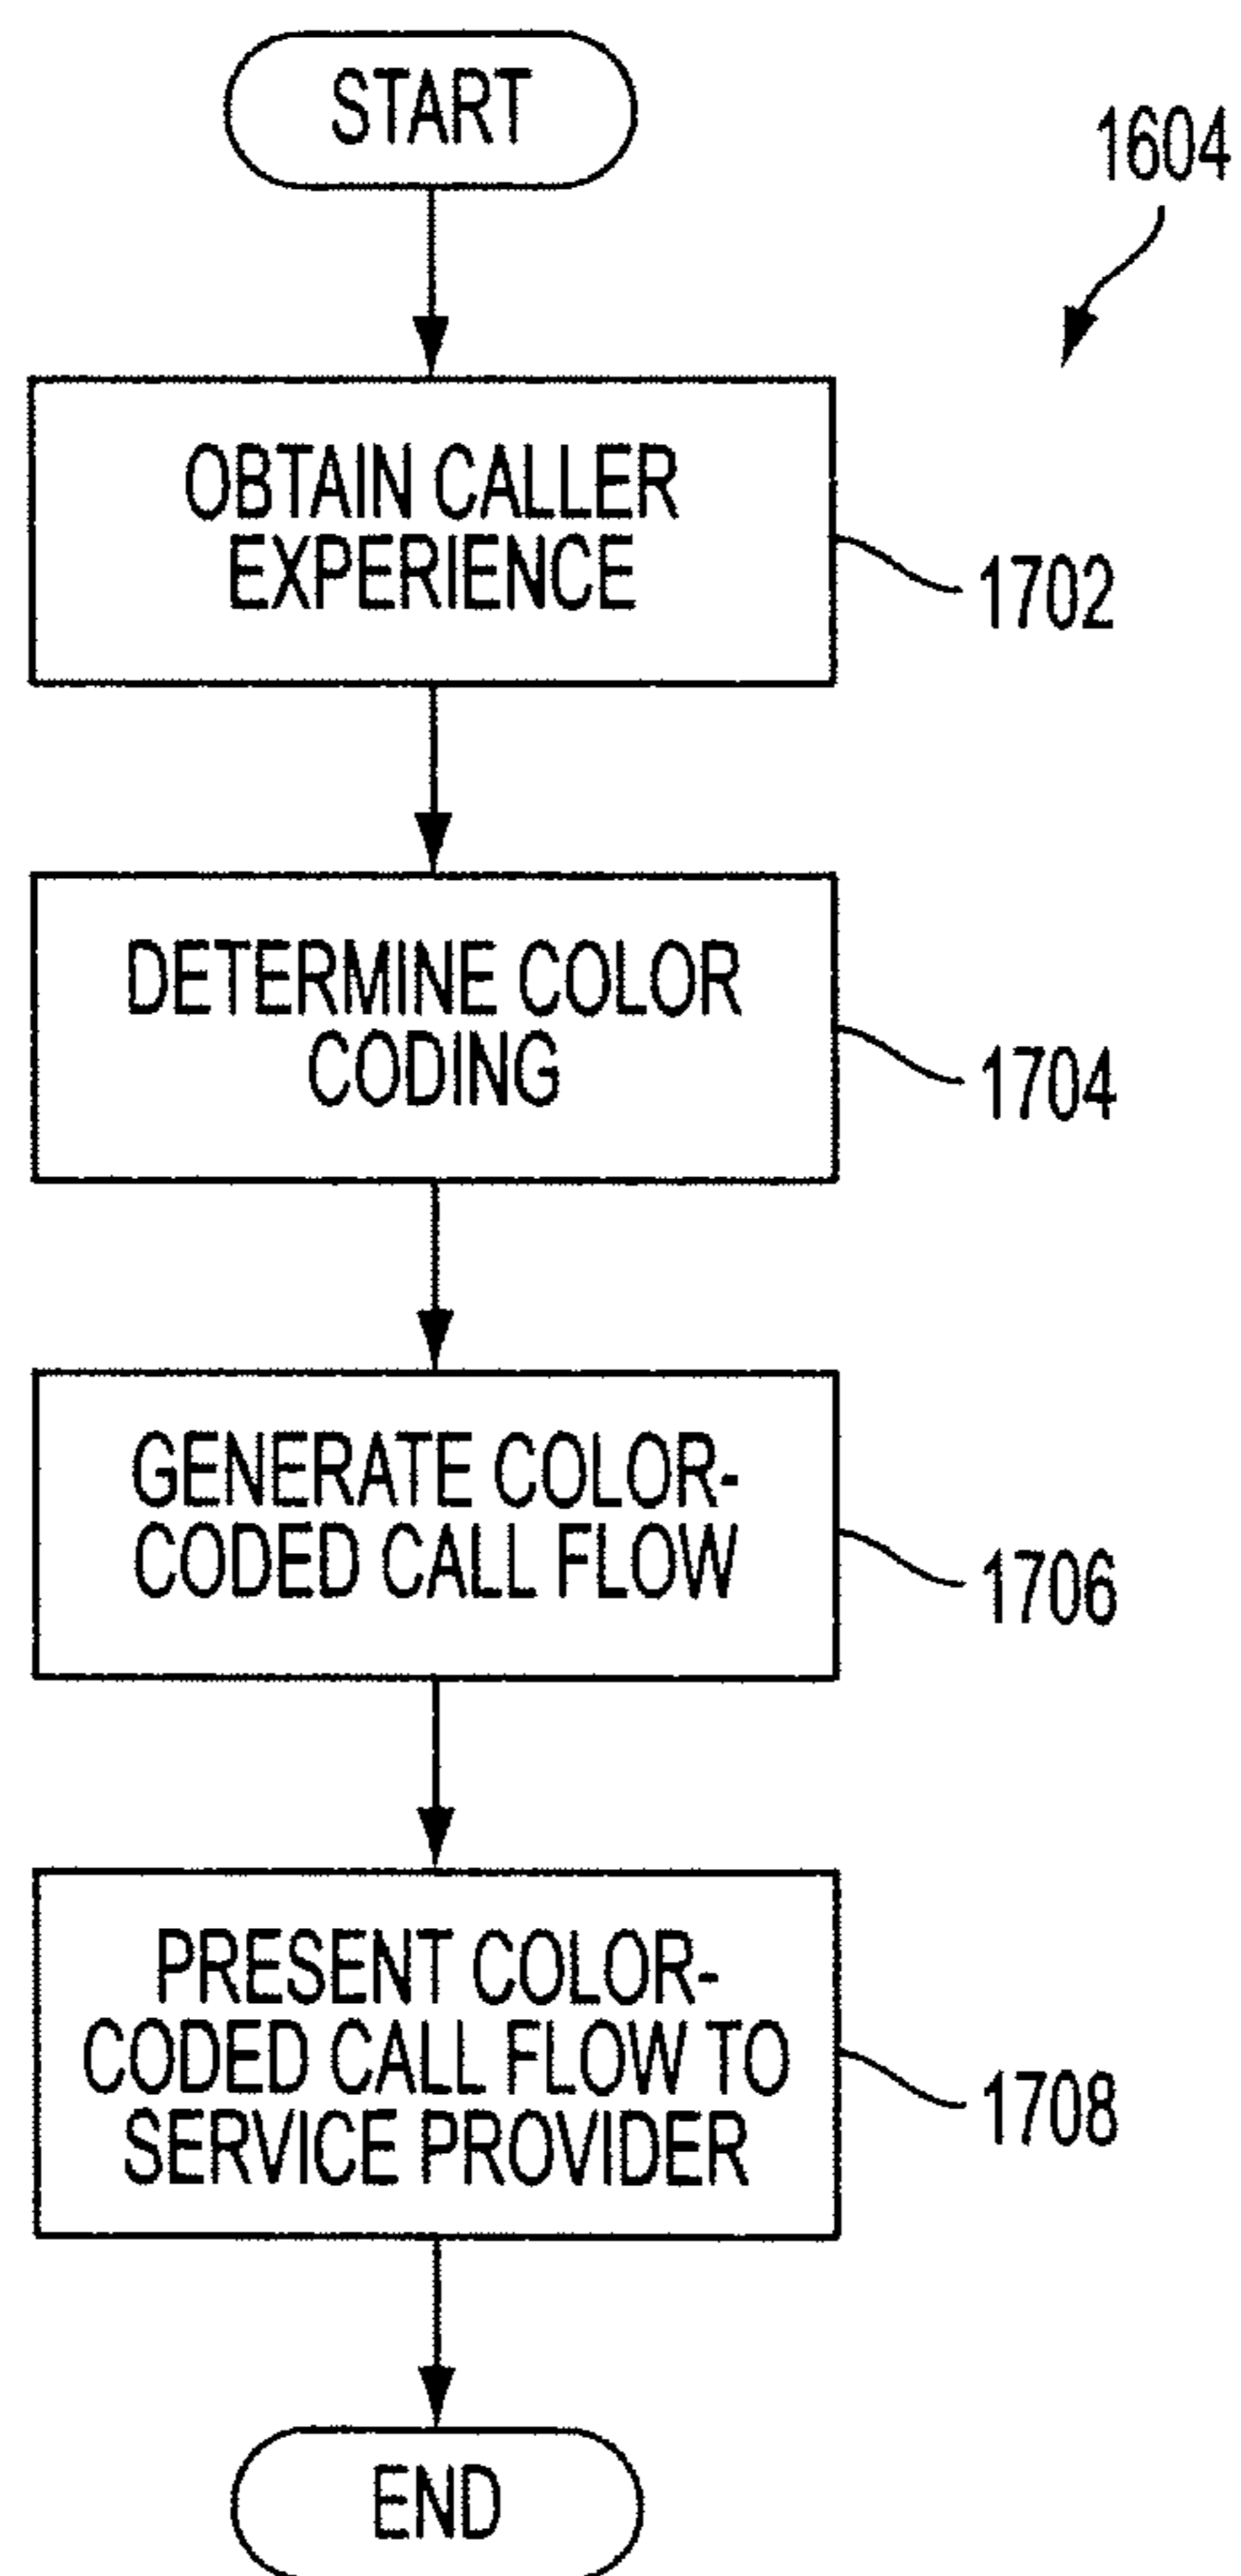 START
1604
OBTAIN CALLER
EXPERIENCE
1702
DETERMINE COLOR
CODING
1704
GENERATE COLOR-
CODED CALL FLOW
1706
PRESENT COLOR-
CODED CALL FLOW TO
SERVICE PROVIDER
1708
END